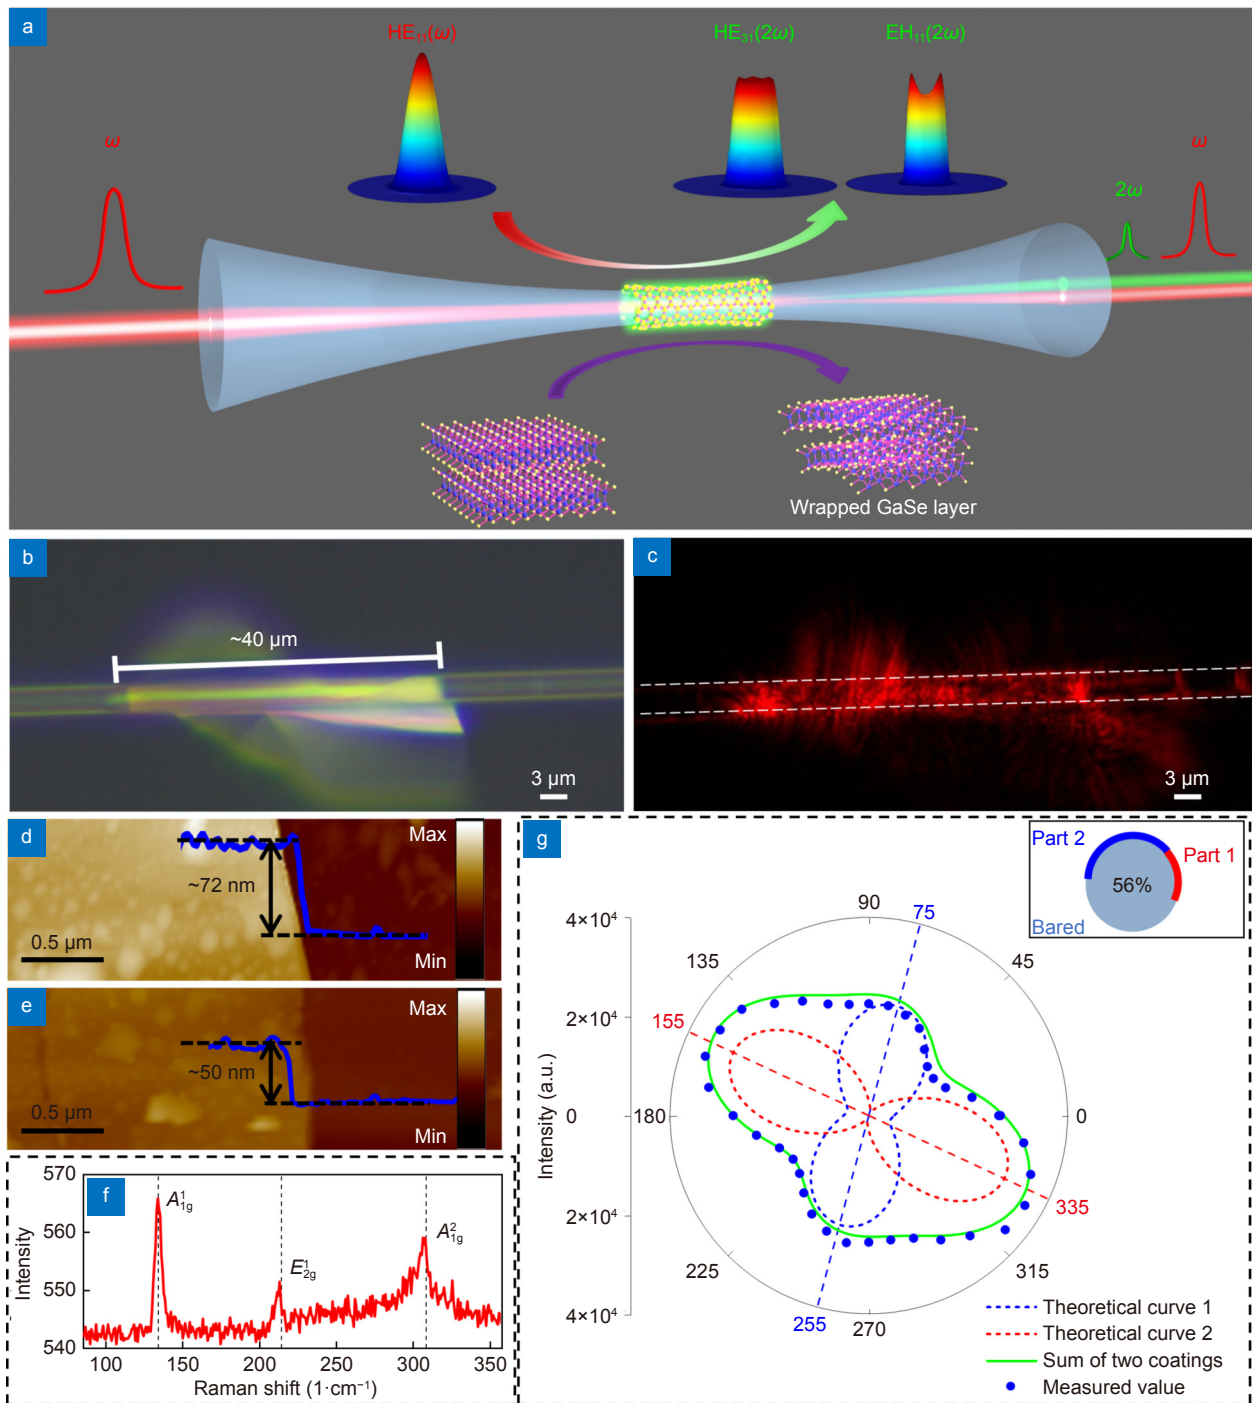 a
HE₁₁(ω)
HE₃₁(2ω)
EH₁₁(2ω)
ω
ω
2ω
Wrapped GaSe layer
b
~40 μm
3 μm
c
3 μm
d
Max
~72 nm
0.5 μm
Min
e
Max
~50 nm
0.5 μm
Min
f
570
560
550
540
Intensity
A¹₁g
E¹₂g
A²₁g
100
150
200
250
300
350
Raman shift (1·cm⁻¹)
g
Part 2
Part 1
56%
Bared
4×10⁴
2×10⁴
0
2×10⁴
4×10⁴
Intensity (a.u.)
90
75
45
135
155
180
0
335
225
315
255
270
Theoretical curve 1
Theoretical curve 2
Sum of two coatings
Measured value